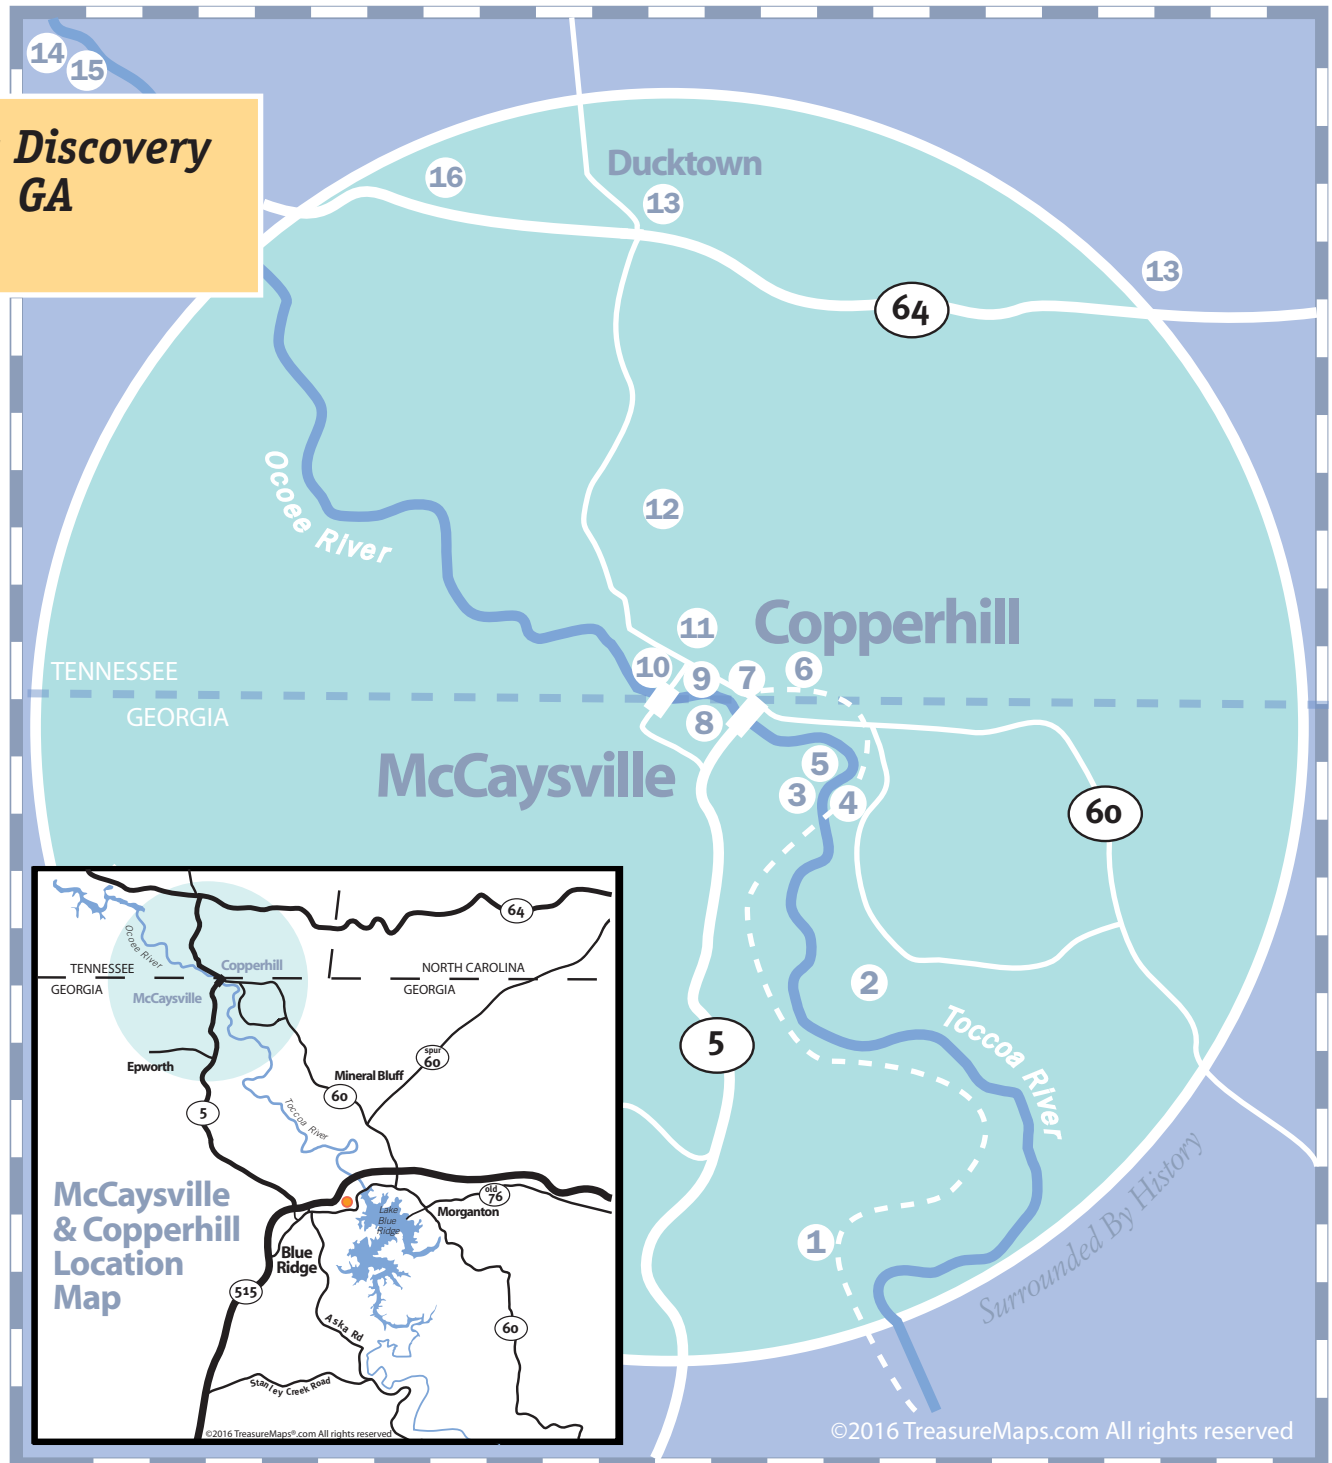 14
15
Discovery
GA
16
Ducktown
13
13
64
Ocoee River
12
11
Copperhill
TENNESSEE
10
9
7
6
GEORGIA
8
McCaysville
5
3
4
60
2
Toccoa River
5
1
Surrounded By History
©2016 TreasureMaps.com All rights reserved
64
Ocoee River
TENNESSEE
Copperhill
NORTH CAROLINA
GEORGIA
McCaysville
GEORGIA
Epworth
spur
60
Mineral Bluff
60
5
Toccoa River
McCaysville
& Copperhill
Location
Map
old
76
Morganton
Lake
Blue
Ridge
Blue
Ridge
515
Aska Rd
60
Stanley Creek Road
©2016 TreasureMaps®.com All rights reserved